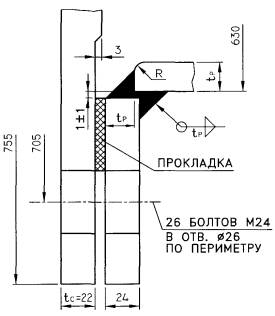 3
630
R
tр
1±1
tр
tр
755
705
ПРОКЛАДКА
26 БОЛТОВ М24
В ОТВ. ⌀26
ПО ПЕРИМЕТРУ
tс=22
24